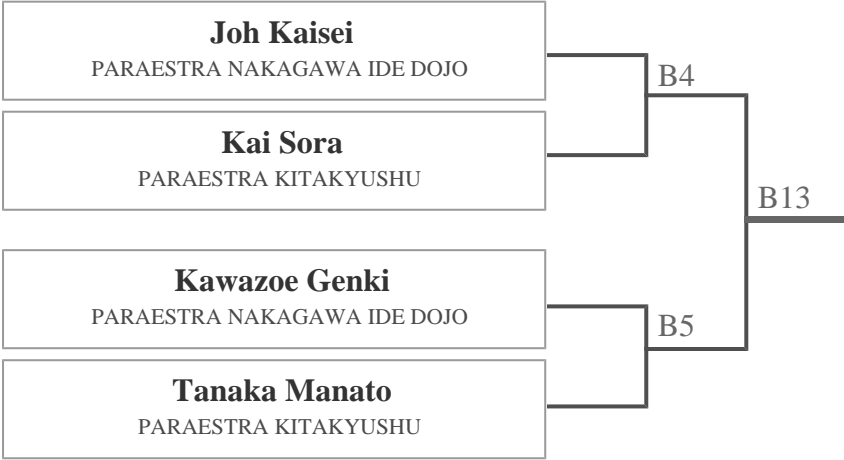 Joh Kaisei
PARAESTRA NAKAGAWA IDE DOJO
B4
Kai Sora
PARAESTRA KITAKYUSHU
B13
Kawazoe Genki
PARAESTRA NAKAGAWA IDE DOJO
B5
Tanaka Manato
PARAESTRA KITAKYUSHU